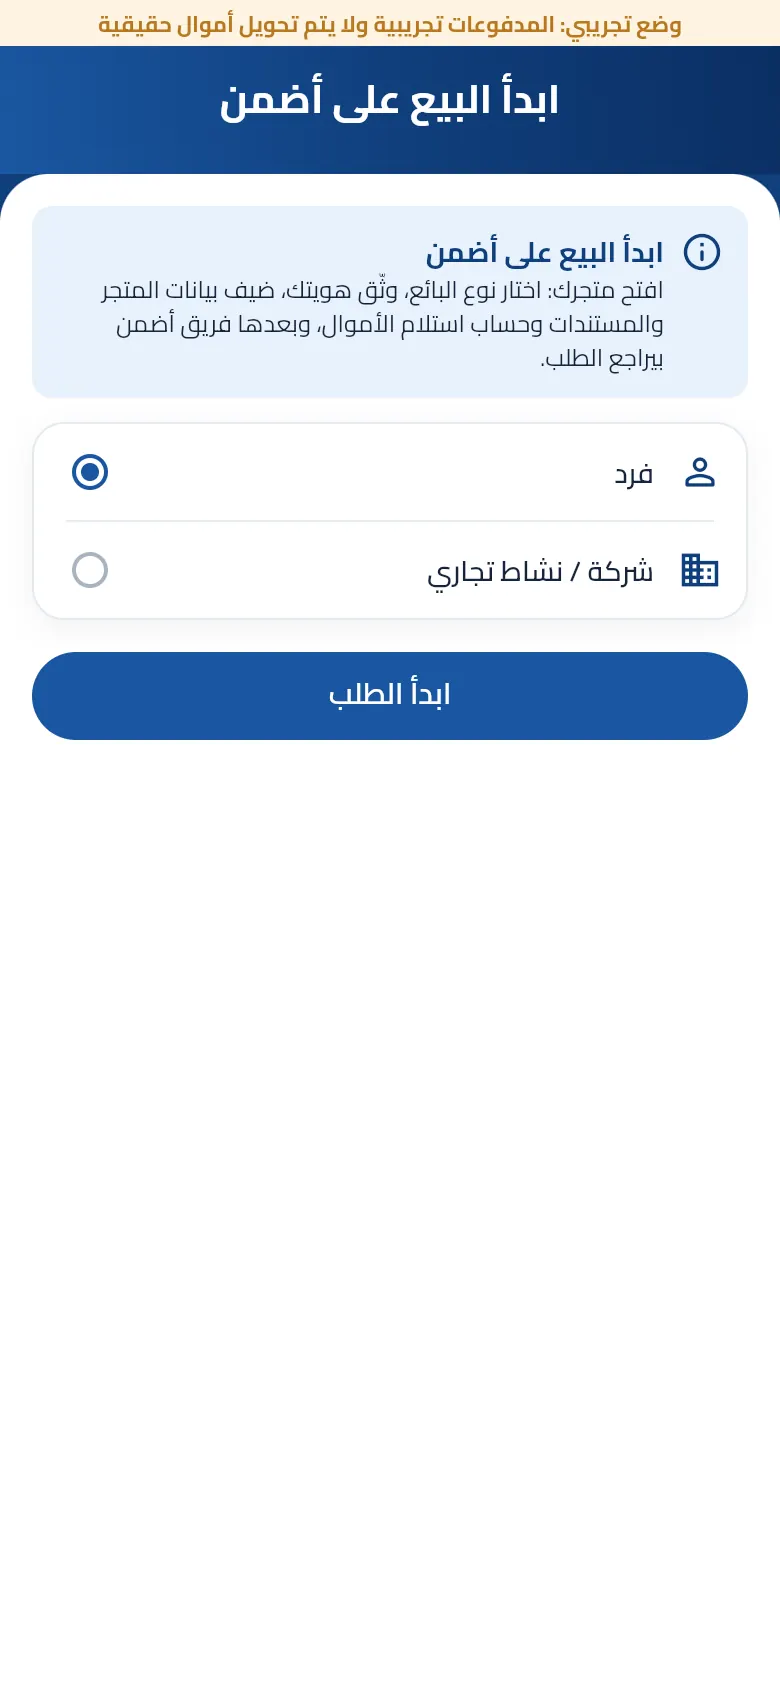 وضع تجريبي: المدفوعات تجريبية ولا يتم تحويل أموال حقيقية
ابدأ البيع على أضمن
ابدأ البيع على أضمن
افتح متجرك: اختار نوع البائع، وثّق هويتك، ضيف بيانات المتجر
والمستندات وحساب استلام الأموال، وبعدها فريق أضمن
بيراجع الطلب.
فرد
شركة / نشاط تجاري
ابدأ الطلب